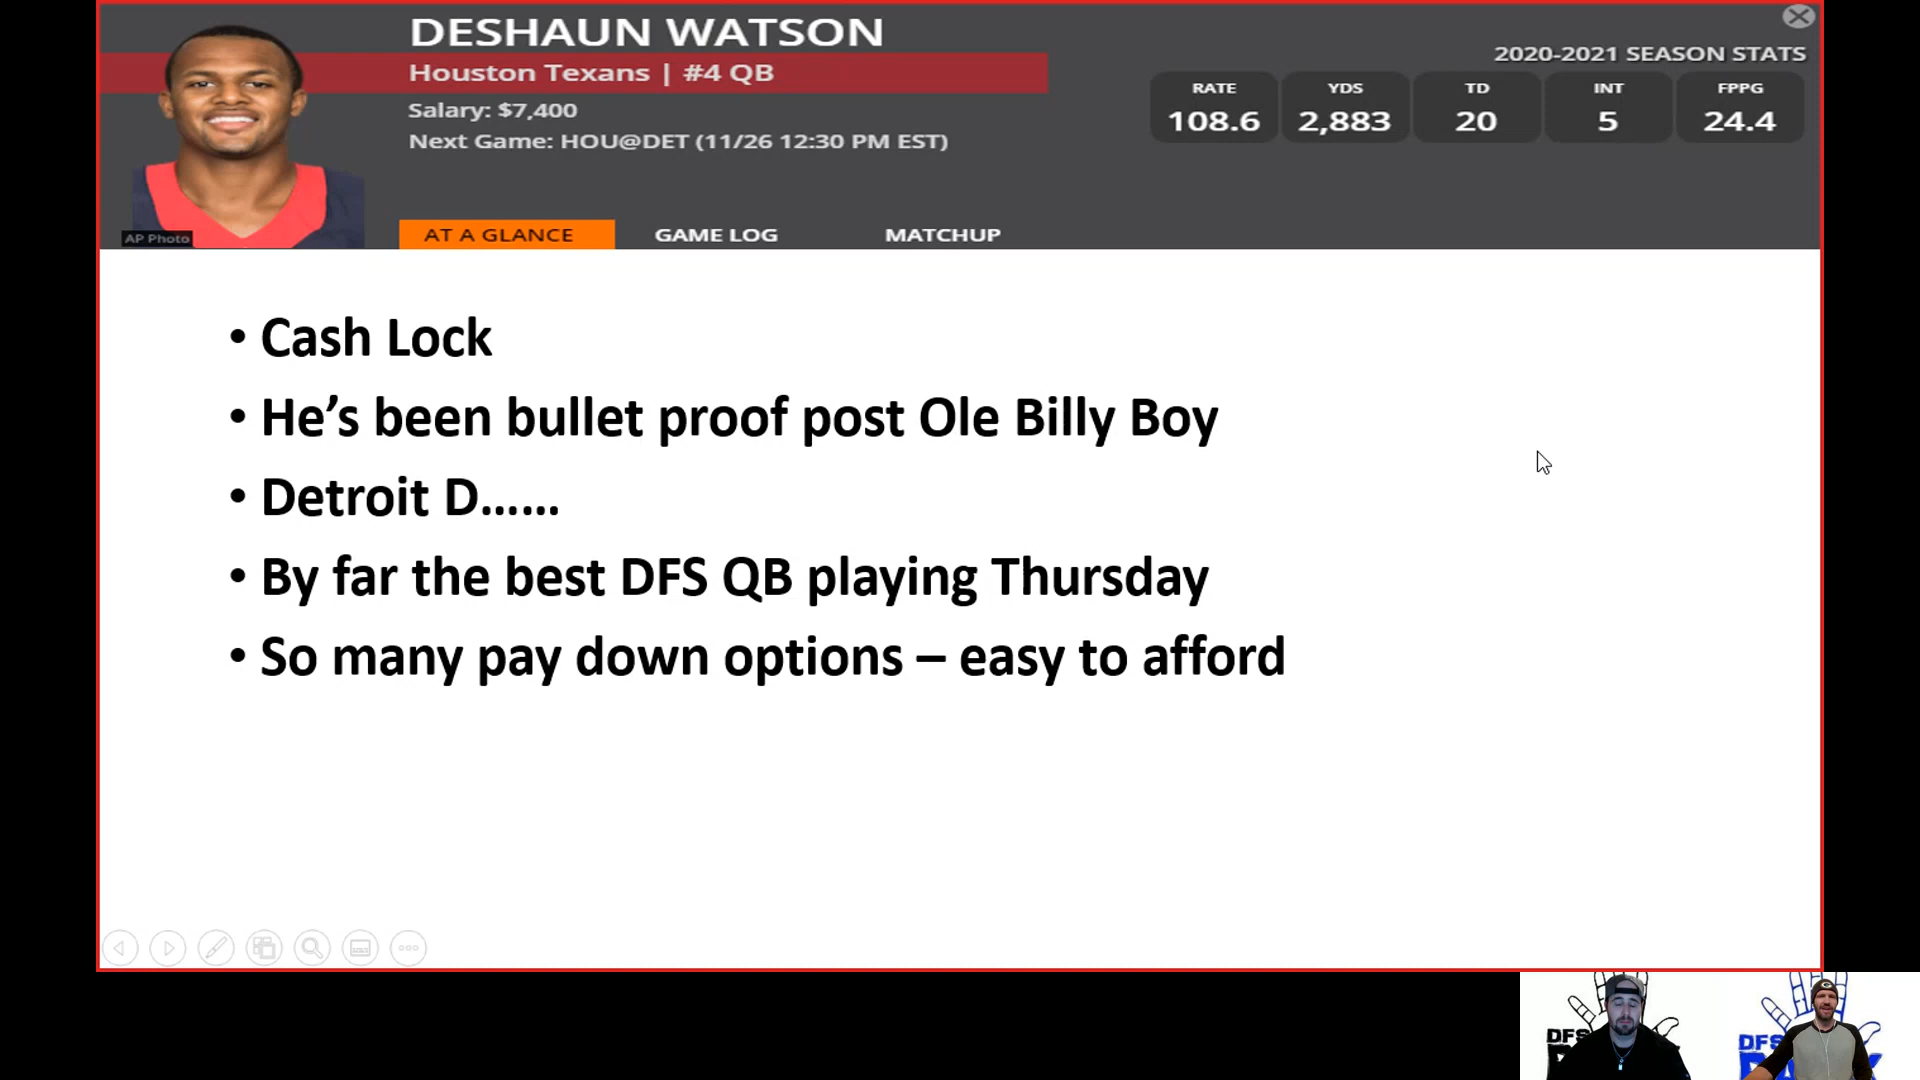 DESHAUN WATSON
Houston Texans | #4 QB
Salary: $7,400
Next Game: HOU@DET (11/26 12:30 PM EST)
2020-2021 SEASON STATS
RATE YDS TD INT FPPG
108.6 2,883 20 5 24.4
AP Photo
AT A GLANCE GAME LOG MATCHUP
• Cash Lock
• He’s been bullet proof post Ole Billy Boy
• Detroit D......
• By far the best DFS QB playing Thursday
• So many pay down options – easy to afford
DFS
DFS